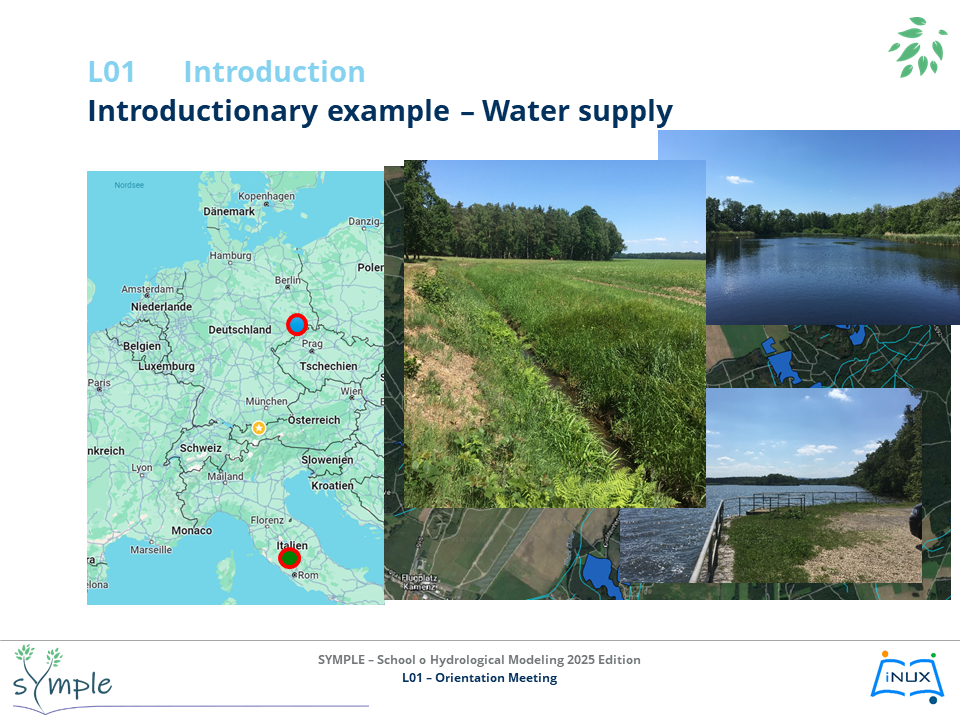 L01 Introduction
Introductionary example – Water supply
Nordsee
Kopenhagen
Dänemark
Danzig
Hamburg
Polen
Berlin
Amsterdam
Niederlande
Deutschland
Belgien
Prag
Luxemburg
Tschechien
Paris
Wien
München
Österreich
nkreich
Schweiz
Slowenien
Lyon
Mailand
Kroatien
Florenz
Monaco
Marseille
Italien
Rom
elona
Flugplatz
Kamenz
SYMPLE – School o Hydrological Modeling 2025 Edition
L01 – Orientation Meeting
sYmple
iNUX